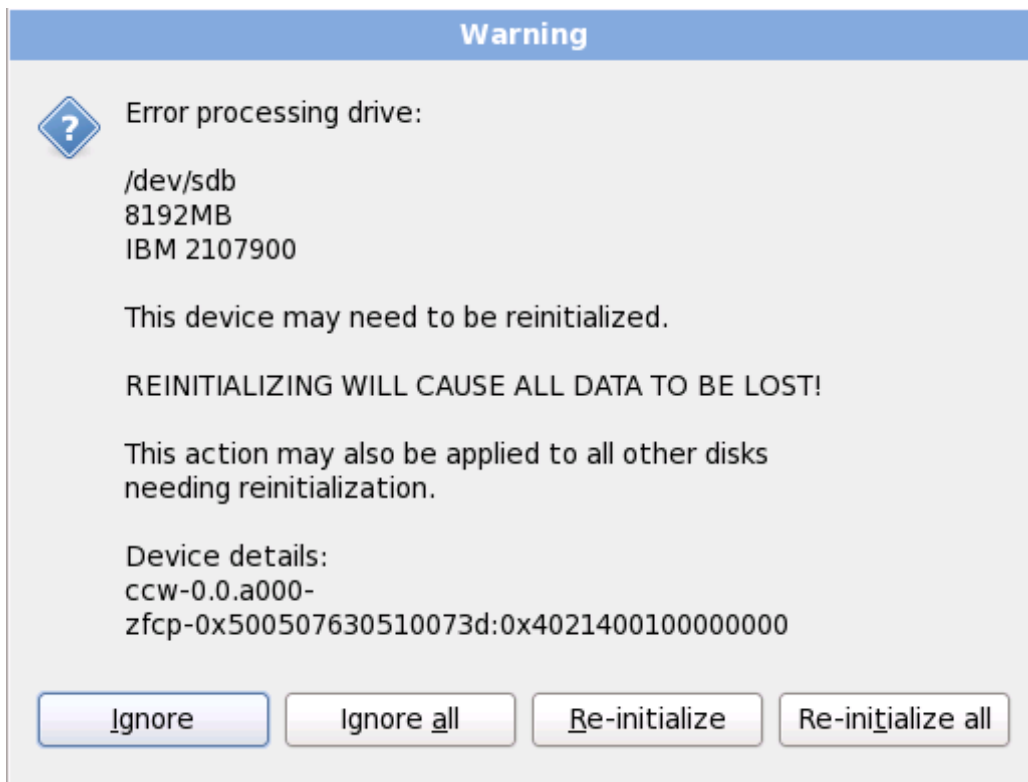 Warning
?
Error processing drive:
/dev/sdb
8192MB
IBM 2107900
This device may need to be reinitialized.
REINITIALIZING WILL CAUSE ALL DATA TO BE LOST!
This action may also be applied to all other disks
needing reinitialization.
Device details:
ccw-0.0.a000-
zfcp-0x500507630510073d:0x4021400100000000
Ignore
Ignore all
Re-initialize
Re-initialize all